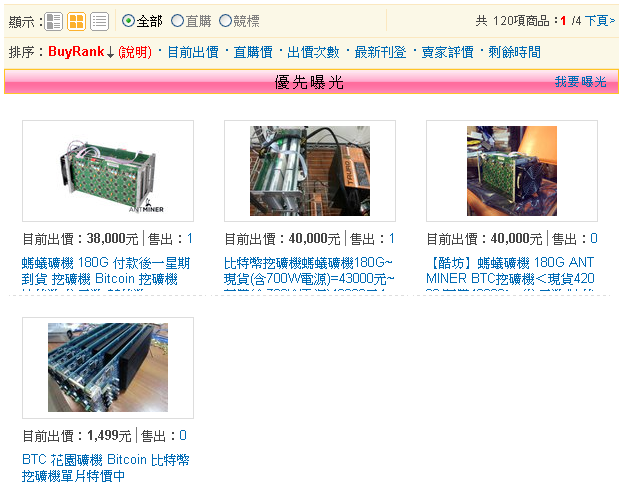 顯示： 全部 直購 競標 共 120項商品：1 /4 下頁>
排序：BuyRank↓(說明)‧目前出價‧直購價‧出價次數‧最新刊登‧賣家評價‧剩餘時間
優先曝光 我要曝光
ANTMINER
TAURO
目前出價：38,000元 | 售出：1
螞蟻礦機 180G 付款後一星期
到貨 挖礦機 Bitcoin 挖礦機
目前出價：40,000元 | 售出：1
比特幣挖礦機螞蟻礦機180G~
現貨(含700W電源)=43000元~
目前出價：40,000元 | 售出：0
【酷坊】螞蟻礦機 180G ANT
MINER BTC挖礦機＜現貨420
目前出價：1,499元 | 售出：0
BTC 花園礦機 Bitcoin 比特幣
挖礦機單片特價中